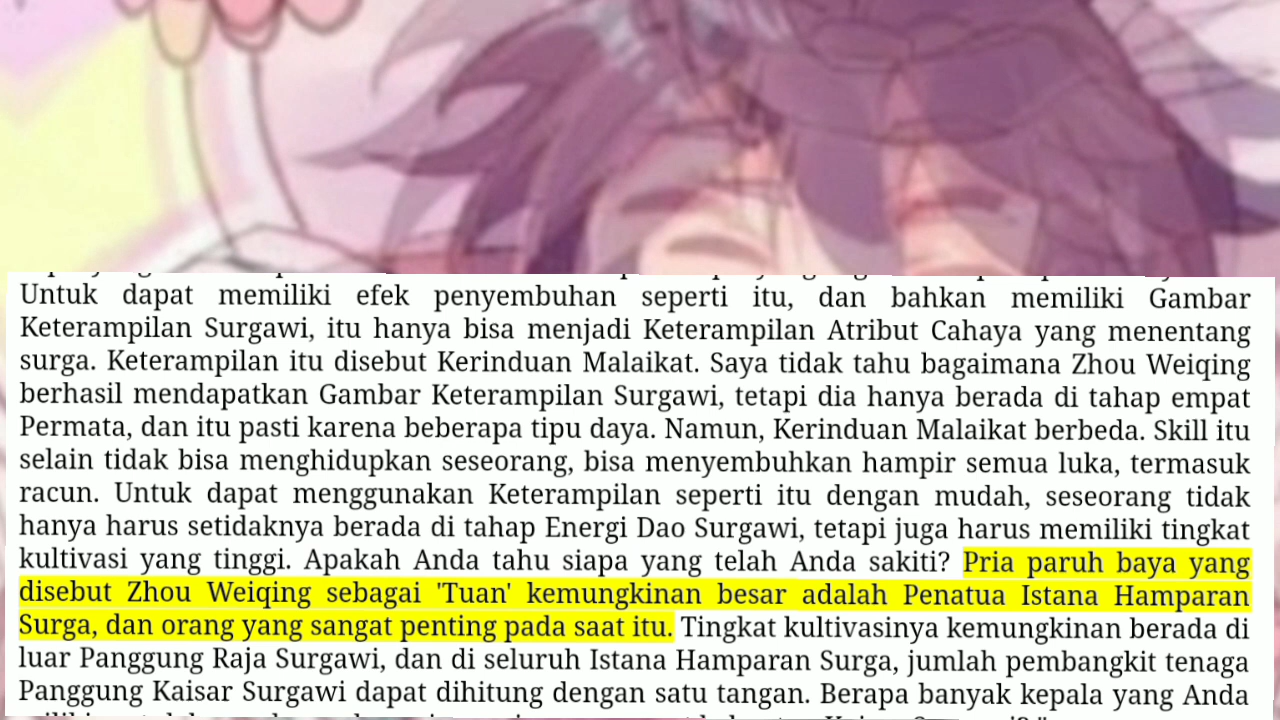 Untuk dapat memiliki efek penyembuhan seperti itu, dan bahkan memiliki Gambar
Keterampilan Surgawi, itu hanya bisa menjadi Keterampilan Atribut Cahaya yang menentang
surga. Keterampilan itu disebut Kerinduan Malaikat. Saya tidak tahu bagaimana Zhou Weiqing
berhasil mendapatkan Gambar Keterampilan Surgawi, tetapi dia hanya berada di tahap empat
Permata, dan itu pasti karena beberapa tipu daya. Namun, Kerinduan Malaikat berbeda. Skill itu
selain tidak bisa menghidupkan seseorang, bisa menyembuhkan hampir semua luka, termasuk
racun. Untuk dapat menggunakan Keterampilan seperti itu dengan mudah, seseorang tidak
hanya harus setidaknya berada di tahap Energi Dao Surgawi, tetapi juga harus memiliki tingkat
kultivasi yang tinggi. Apakah Anda tahu siapa yang telah Anda sakiti? Pria paruh baya yang
disebut Zhou Weiqing sebagai 'Tuan' kemungkinan besar adalah Penatua Istana Hamparan
Surga, dan orang yang sangat penting pada saat itu. Tingkat kultivasinya kemungkinan berada di
luar Panggung Raja Surgawi, dan di seluruh Istana Hamparan Surga, jumlah pembangkit tenaga
Panggung Kaisar Surgawi dapat dihitung dengan satu tangan. Berapa banyak kepala yang Anda